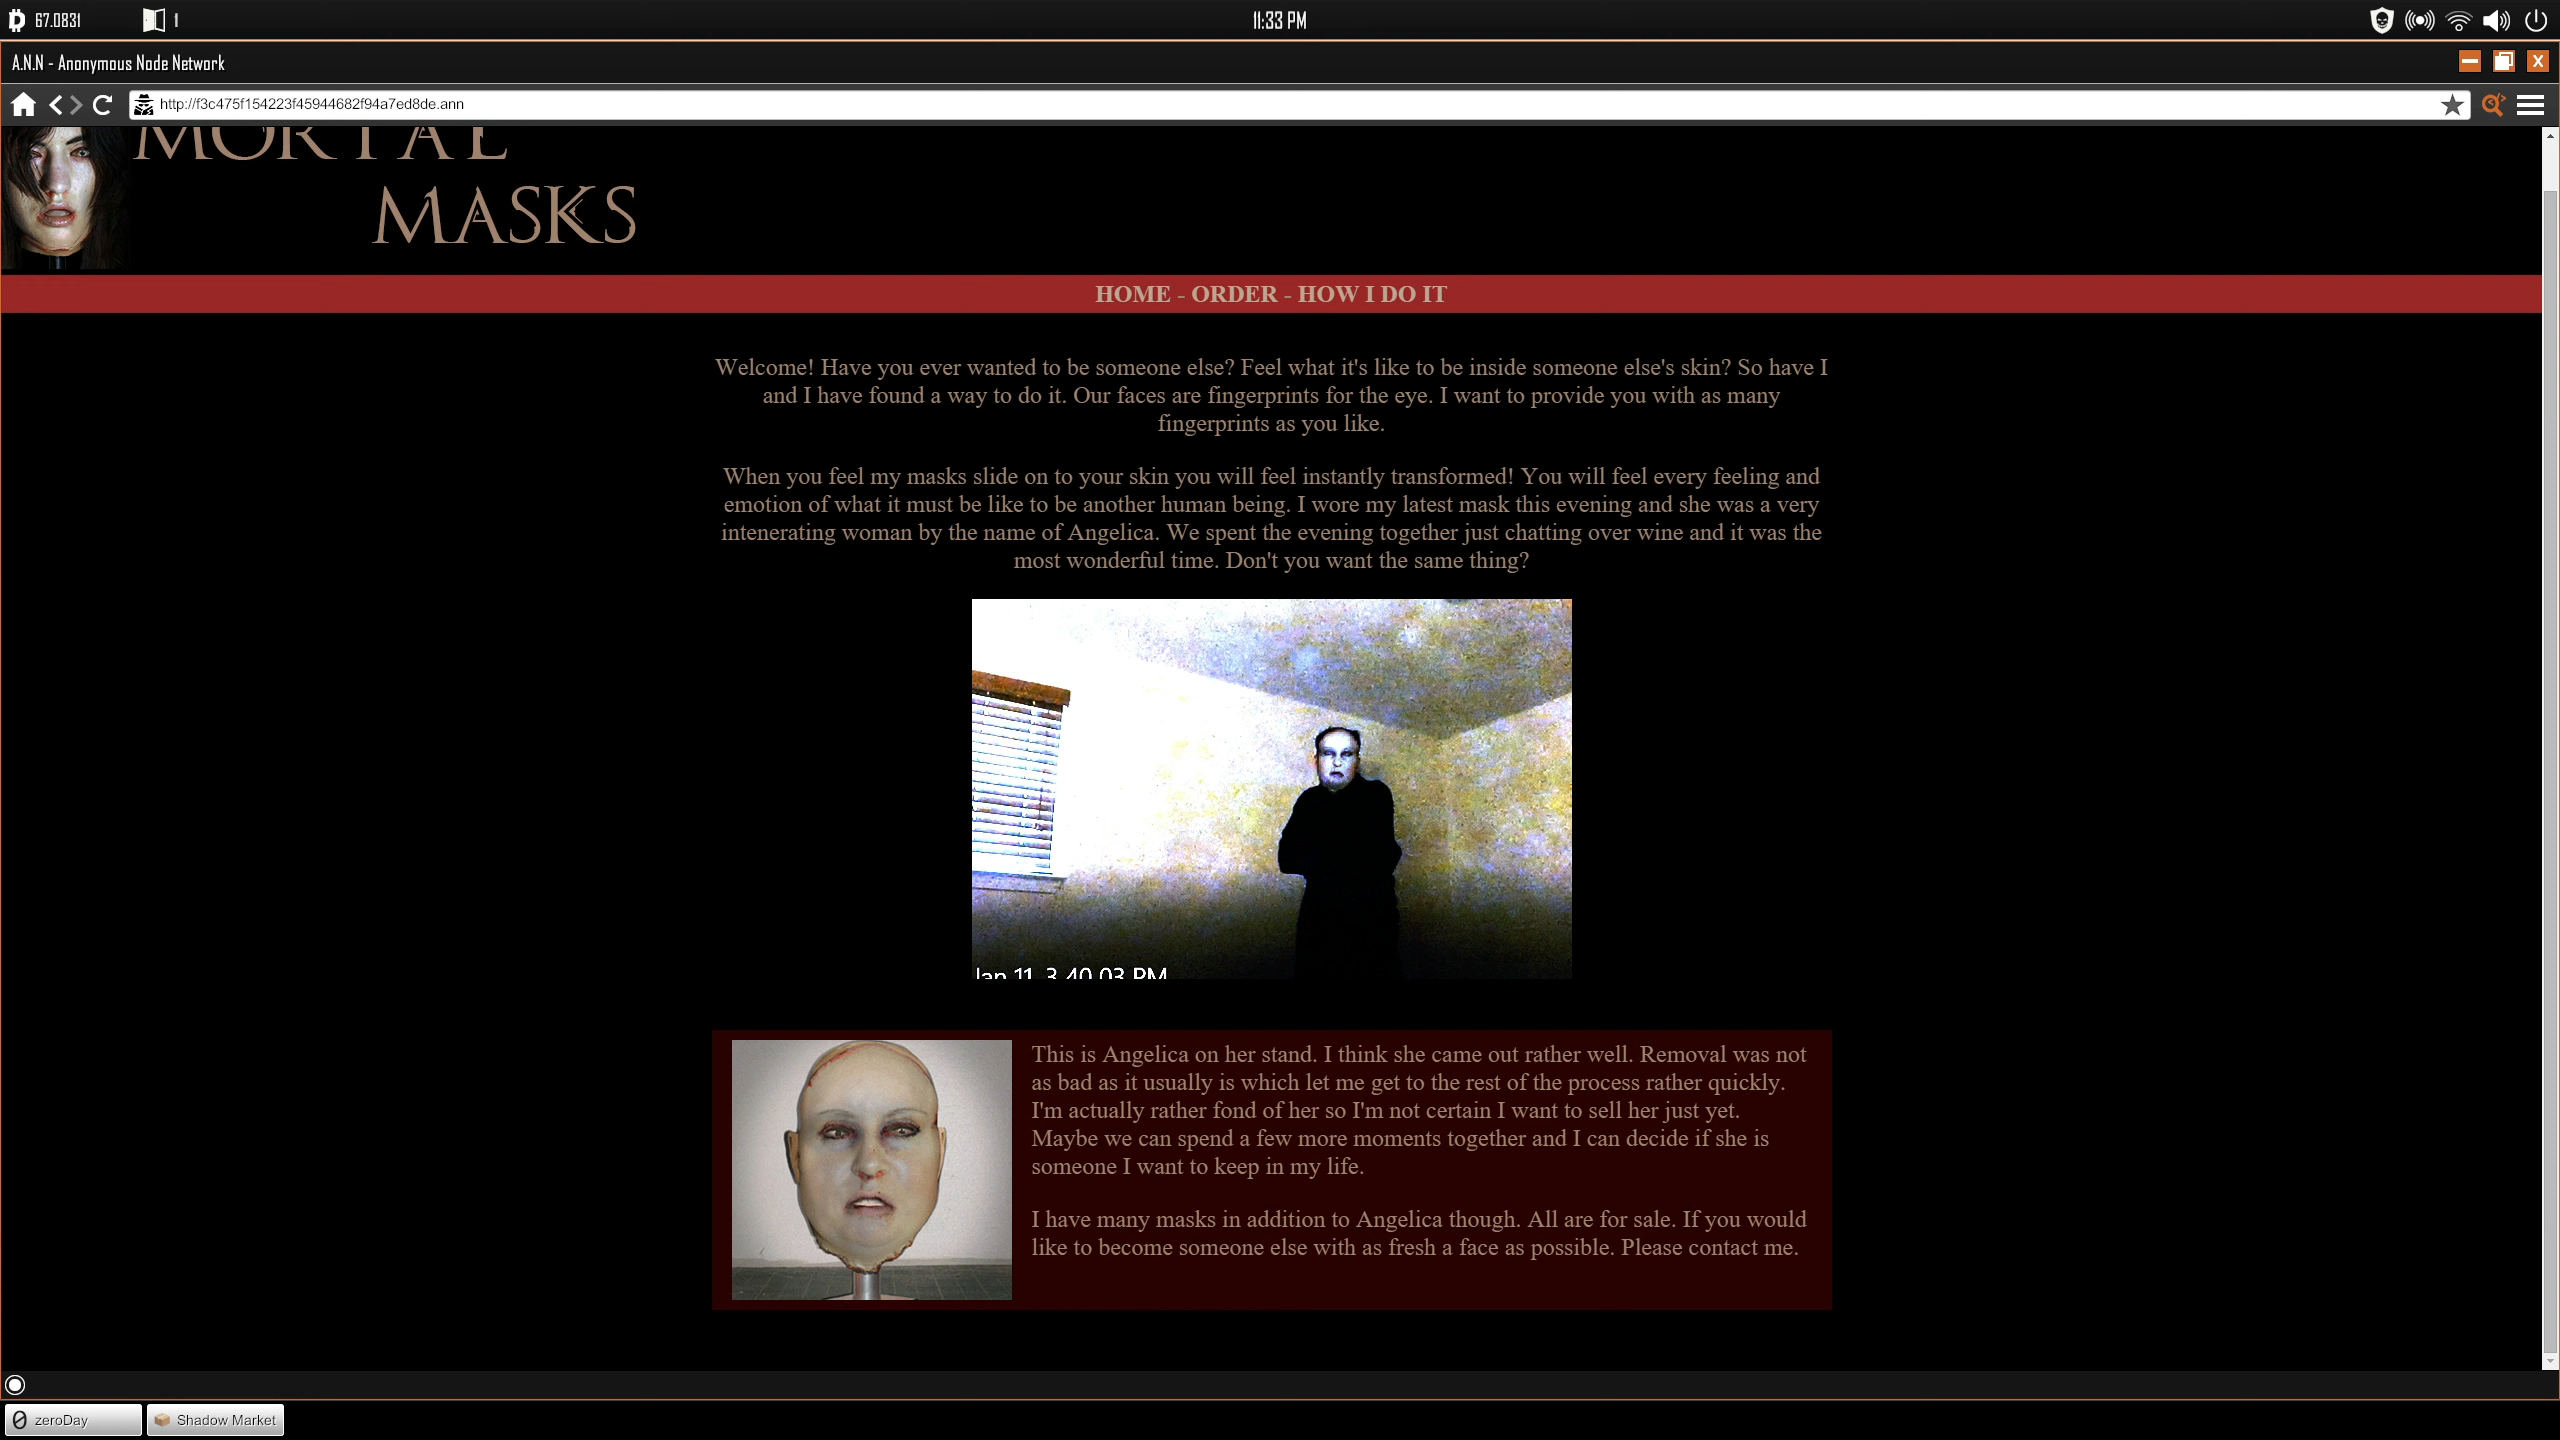 67.0831
1
11:33 PM
A.N.N - Anonymous Node Network
http://f3c475f154223f45944682f94a7ed8de.ann
MORTAL
MASKS
HOME - ORDER - HOW I DO IT
Welcome! Have you ever wanted to be someone else? Feel what it's like to be inside someone else's skin? So have I
and I have found a way to do it. Our faces are fingerprints for the eye. I want to provide you with as many
fingerprints as you like.
When you feel my masks slide on to your skin you will feel instantly transformed! You will feel every feeling and
emotion of what it must be like to be another human being. I wore my latest mask this evening and she was a very
intenerating woman by the name of Angelica. We spent the evening together just chatting over wine and it was the
most wonderful time. Don't you want the same thing?
Jan 11, 3.40.03 PM
This is Angelica on her stand. I think she came out rather well. Removal was not
as bad as it usually is which let me get to the rest of the process rather quickly.
I'm actually rather fond of her so I'm not certain I want to sell her just yet.
Maybe we can spend a few more moments together and I can decide if she is
someone I want to keep in my life.
I have many masks in addition to Angelica though. All are for sale. If you would
like to become someone else with as fresh a face as possible. Please contact me.
zeroDay
Shadow Market